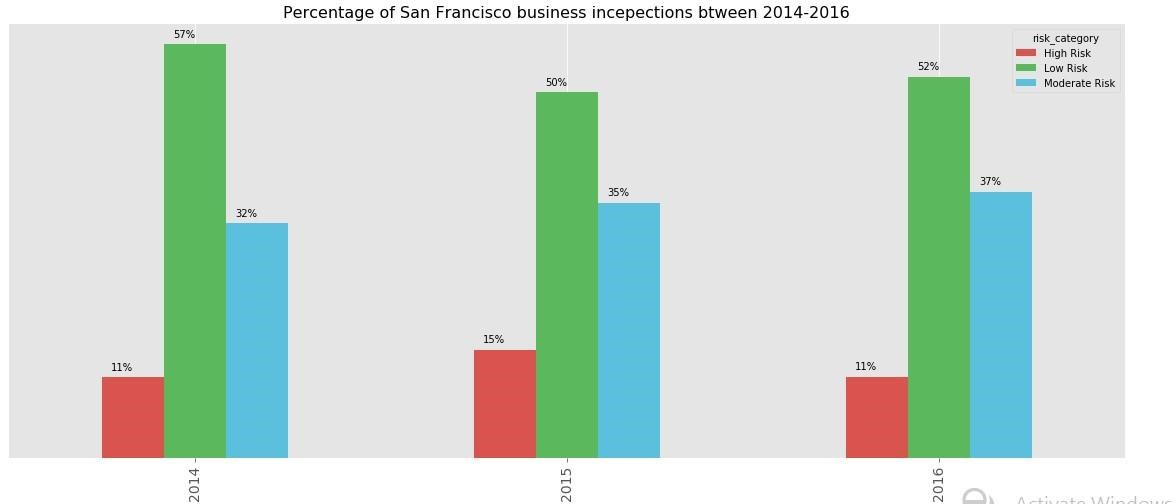 Percentage of San Francisco business incepections btween 2014-2016
risk_category
High Risk
Low Risk
Moderate Risk
57%
32%
11%
50%
35%
15%
52%
37%
11%
2014
2015
2016
Activate Windows